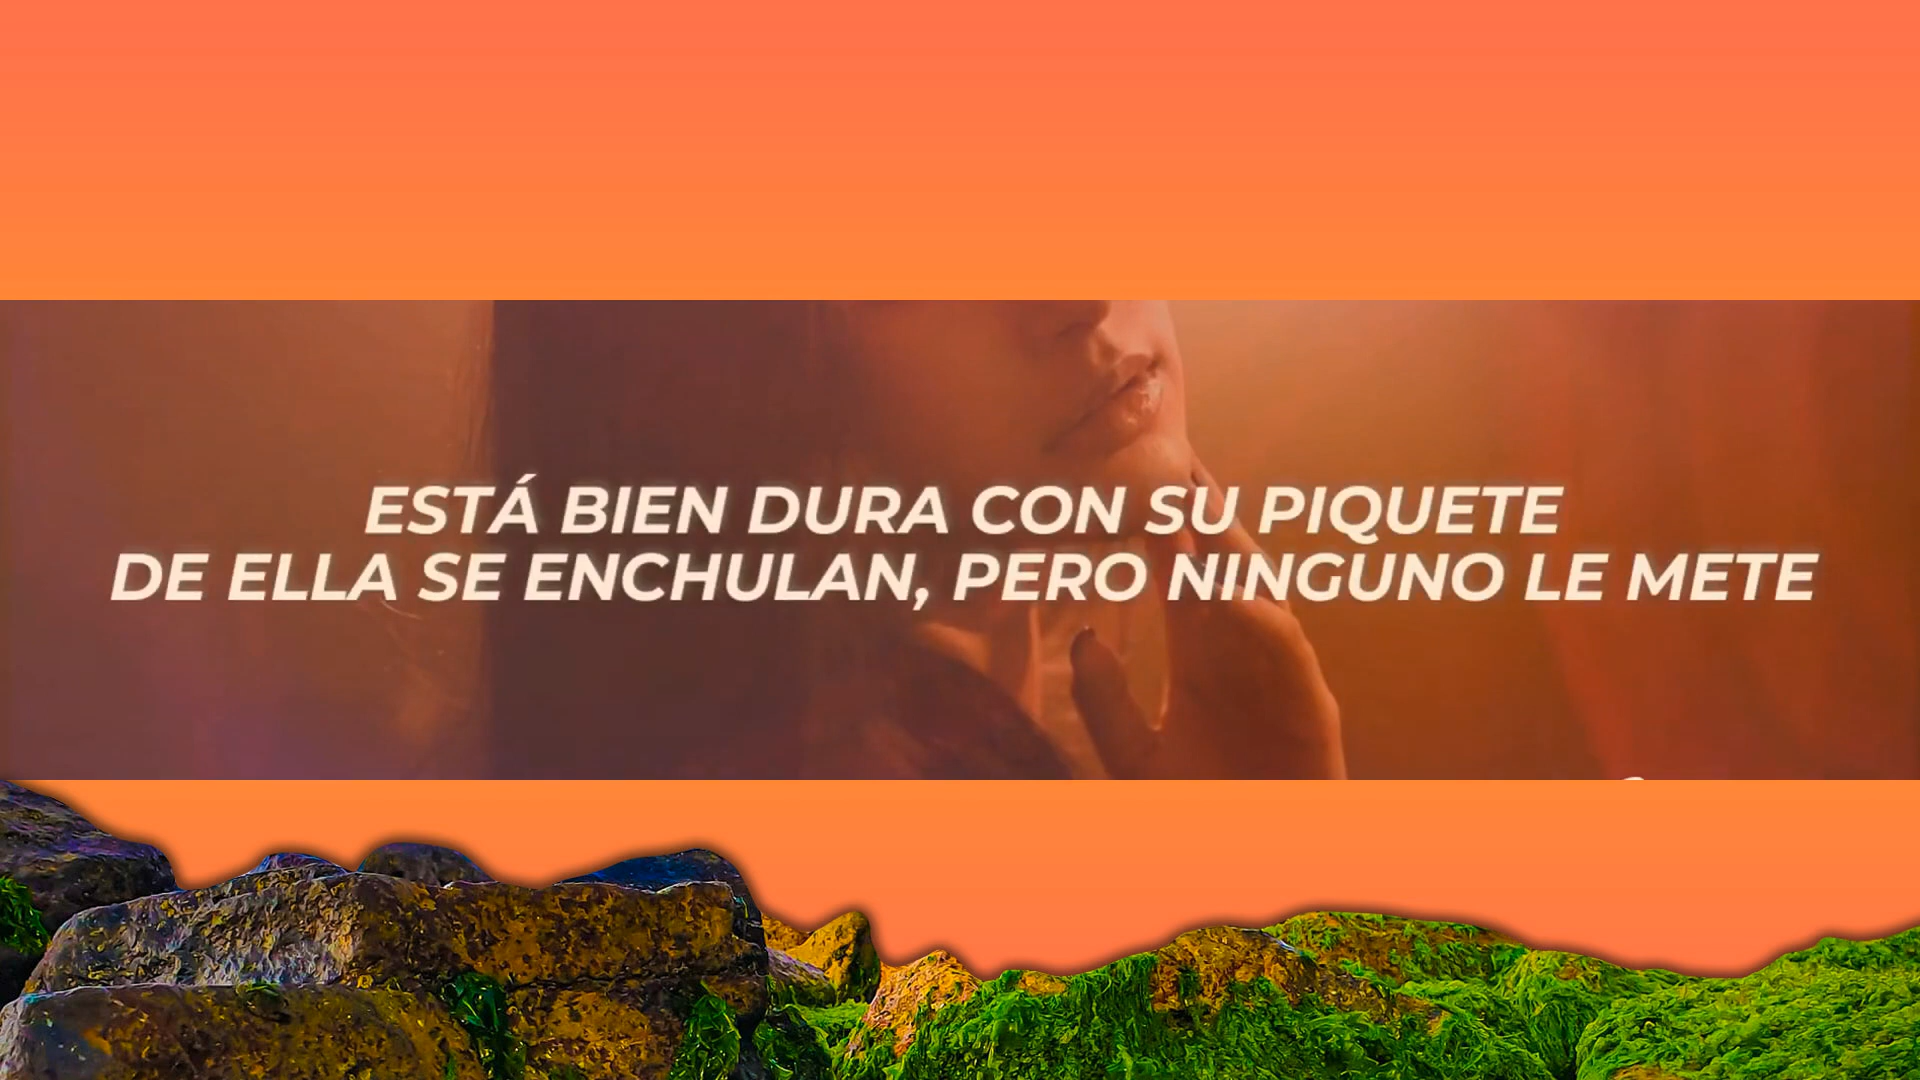 ESTÁ BIEN DURA CON SU PIQUETE
DE ELLA SE ENCHULAN, PERO NINGUNO LE METE